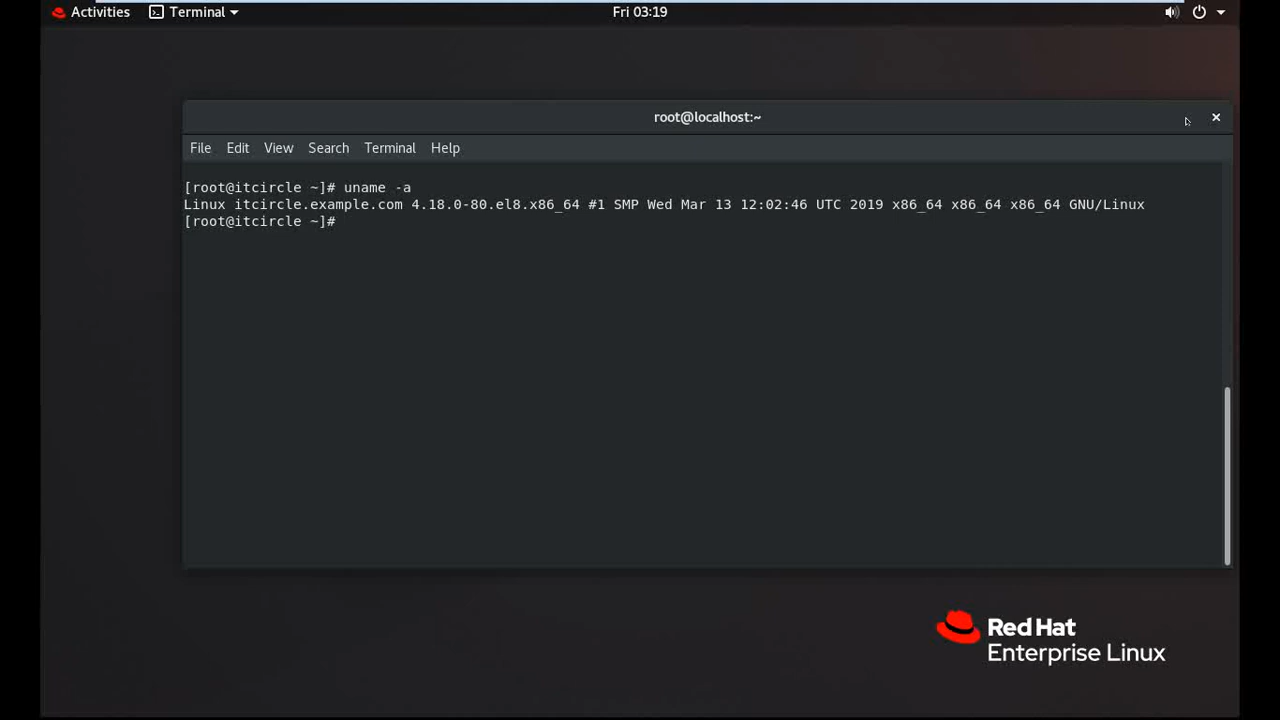 Activities Terminal Fri 03:19
root@localhost:~
File Edit View Search Terminal Help
[root@itcircle ~]# uname -a
Linux itcircle.example.com 4.18.0-80.el8.x86_64 #1 SMP Wed Mar 13 12:02:46 UTC 2019 x86_64 x86_64 x86_64 GNU/Linux
[root@itcircle ~]#
Red Hat
Enterprise Linux